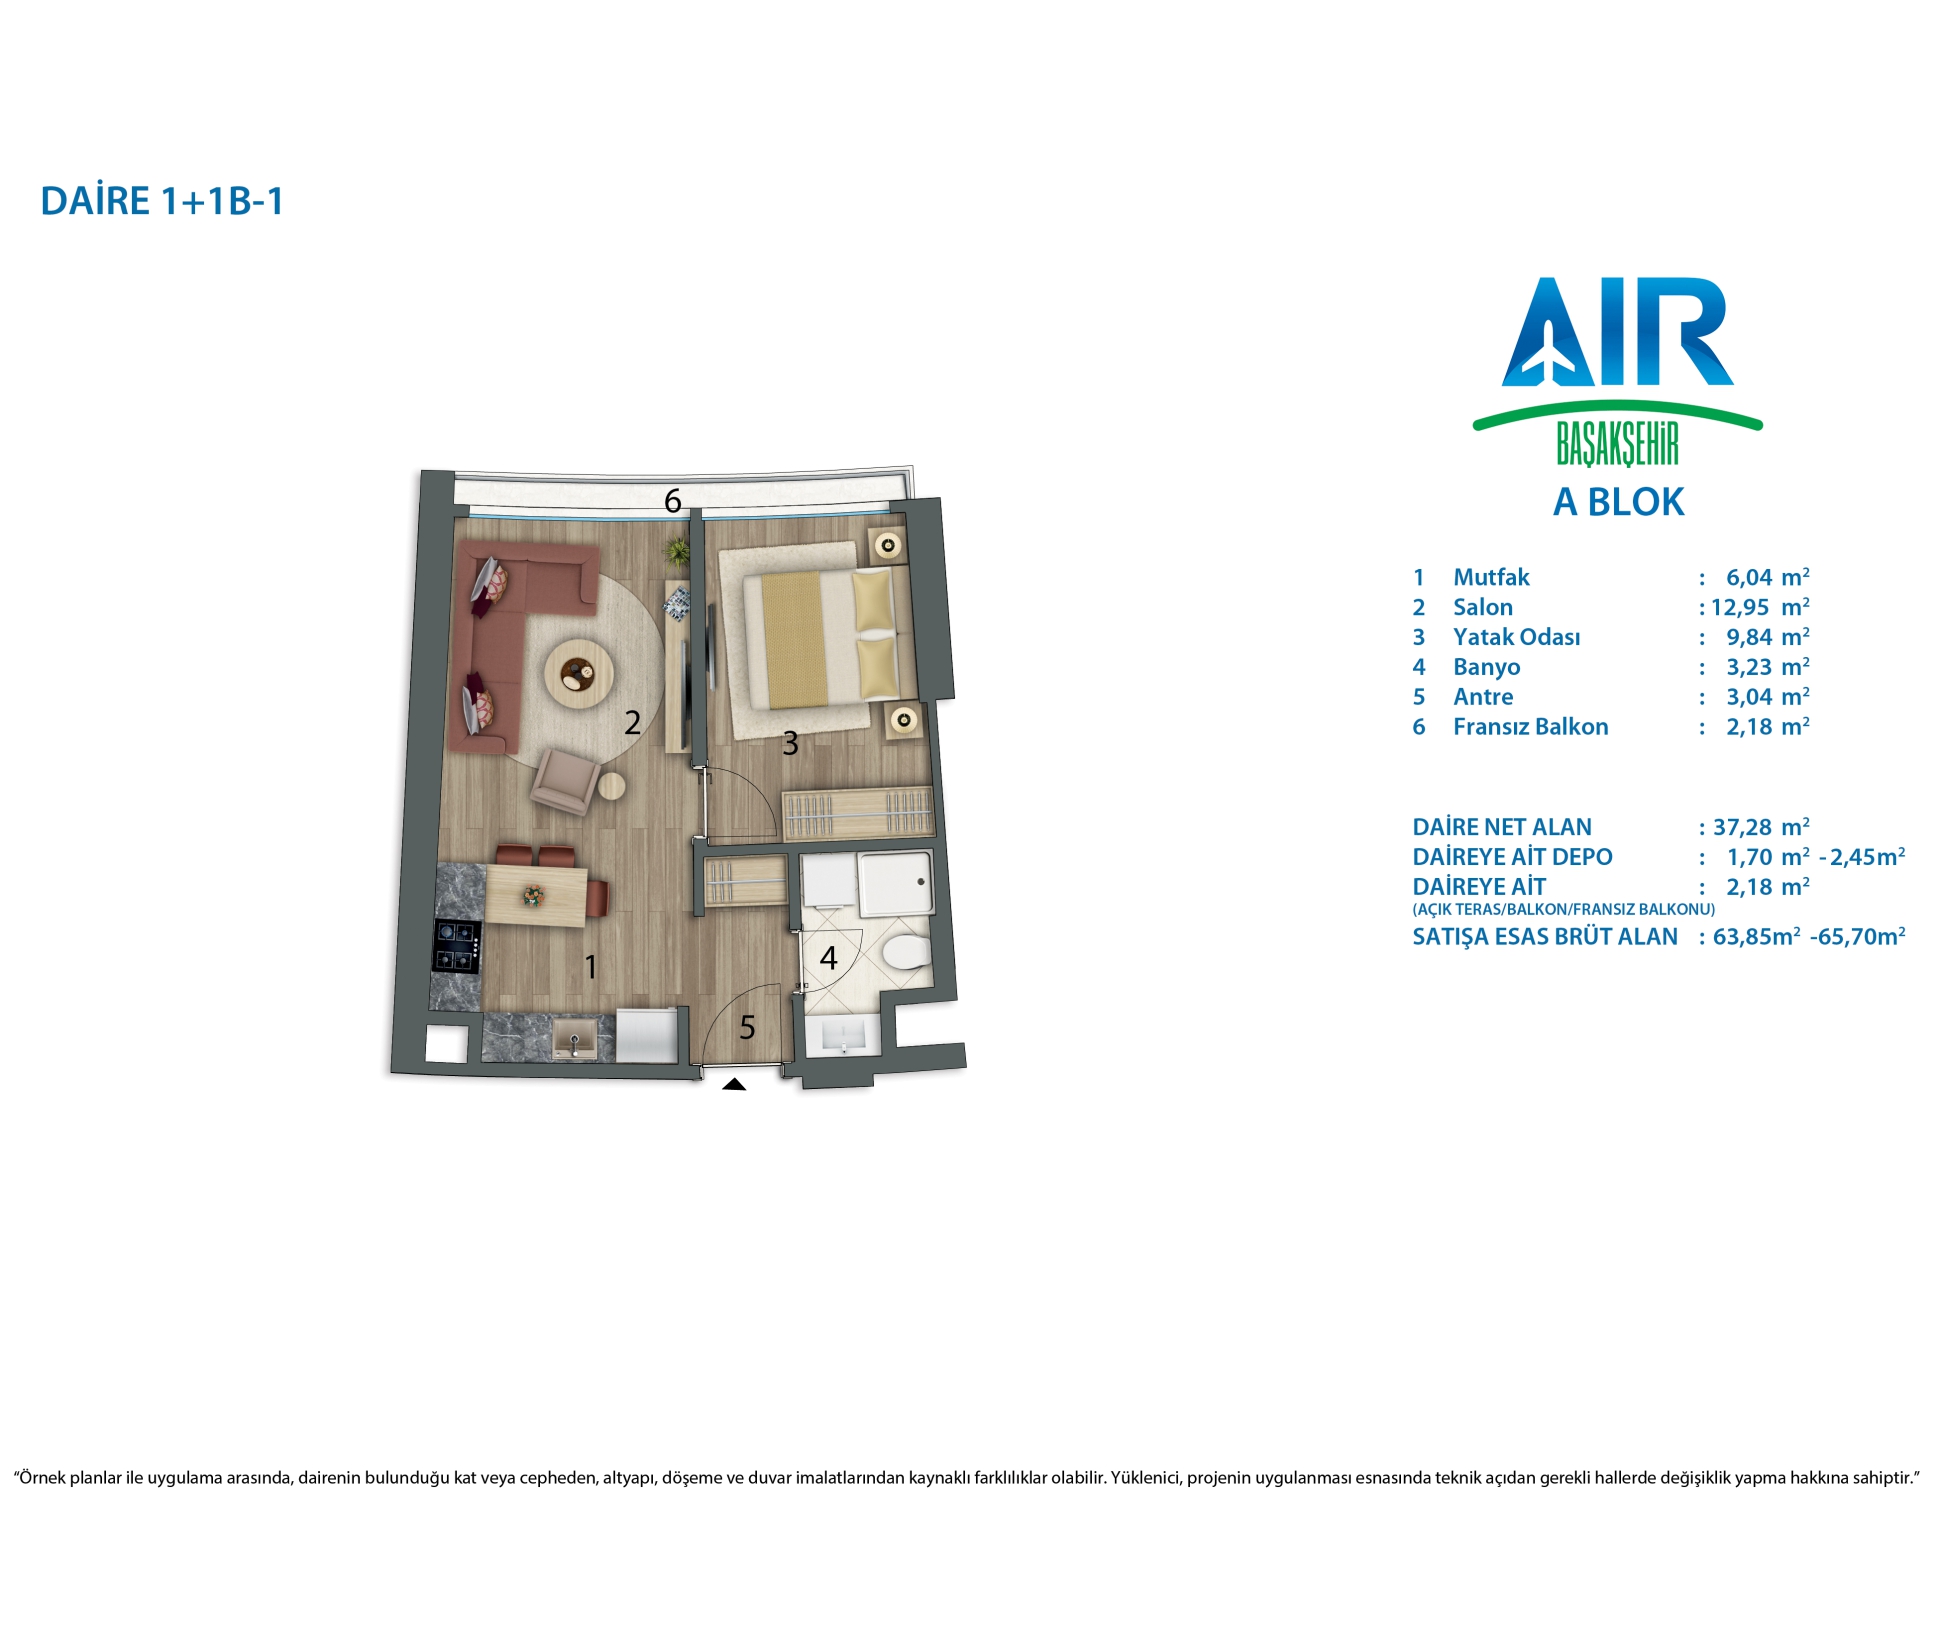 DAİRE 1+1B-1
AIR
BAŞAKŞEHİR
A BLOK
1 Mutfak : 6,04 m²
2 Salon : 12,95 m²
3 Yatak Odası : 9,84 m²
4 Banyo : 3,23 m²
5 Antre : 3,04 m²
6 Fransız Balkon : 2,18 m²
DAİRE NET ALAN : 37,28 m²
DAİREYE AİT DEPO : 1,70 m² - 2,45m²
DAİREYE AİT : 2,18 m²
(AÇIK TERAS/BALKON/FRANSIZ BALKONU)
SATIŞA ESAS BRÜT ALAN : 63,85m² -65,70m²
6
2
3
1
4
5
“Örnek planlar ile uygulama arasında, dairenin bulunduğu kat veya cepheden, altyapı, döşeme ve duvar imalatlarından kaynaklı farklılıklar olabilir. Yüklenici, projenin uygulanması esnasında teknik açıdan gerekli hallerde değişiklik yapma hakkına sahiptir.”